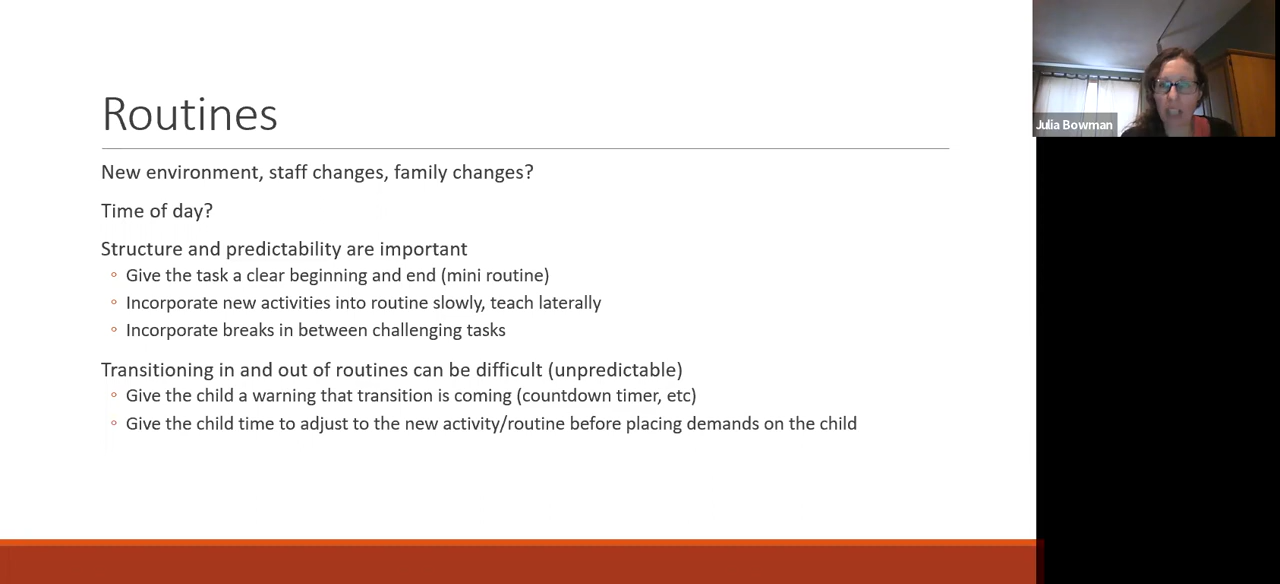 Routines
New environment, staff changes, family changes?
Time of day?
Structure and predictability are important
Give the task a clear beginning and end (mini routine)
Incorporate new activities into routine slowly, teach laterally
Incorporate breaks in between challenging tasks
Transitioning in and out of routines can be difficult (unpredictable)
Give the child a warning that transition is coming (countdown timer, etc)
Give the child time to adjust to the new activity/routine before placing demands on the child
Julia Bowman